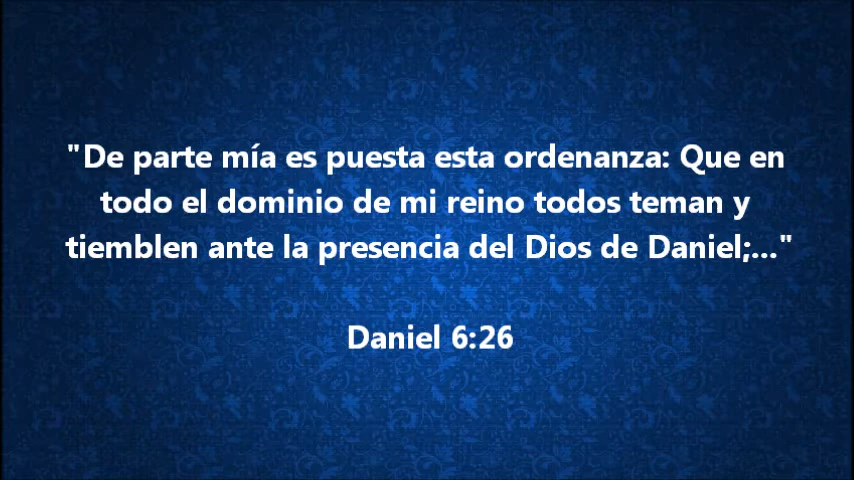 "De parte mía es puesta esta ordenanza: Que en
todo el dominio de mi reino todos teman y
tiemblen ante la presencia del Dios de Daniel;..."
Daniel 6:26